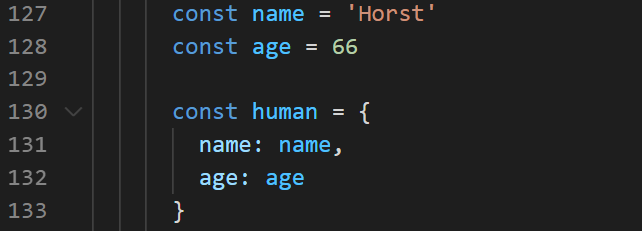 127 const name = 'Horst'
128 const age = 66
129
130 const human = {
131 name: name,
132 age: age
133 }